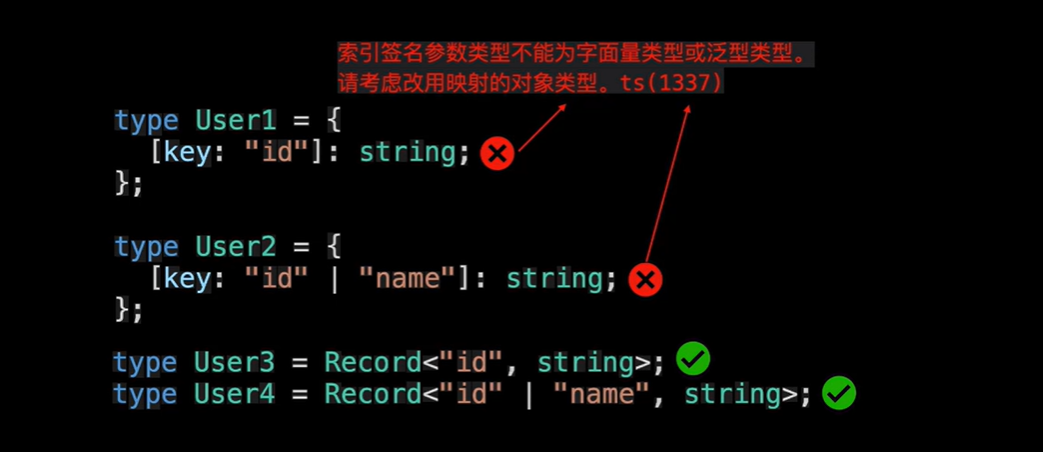 索引签名参数类型不能为字面量类型或泛型类型。
请考虑改用映射的对象类型。ts(1337)
type User1 = {
  [key: "id"]: string;
};
type User2 = {
  [key: "id" | "name"]: string;
};
type User3 = Record<"id", string>;
type User4 = Record<"id" | "name", string>;